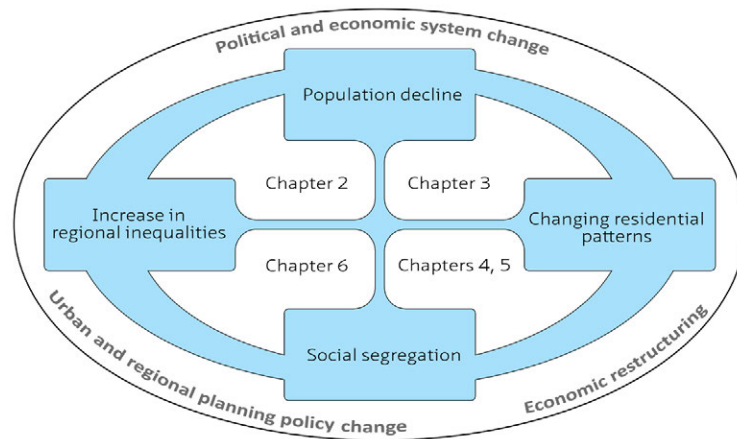 Political and economic system change
Population decline
Chapter 2
Chapter 3
Increase in
regional inequalities
Changing residential
patterns
Chapter 6
Chapters 4, 5
Social segregation
Urban and regional planning policy change
Economic restructuring